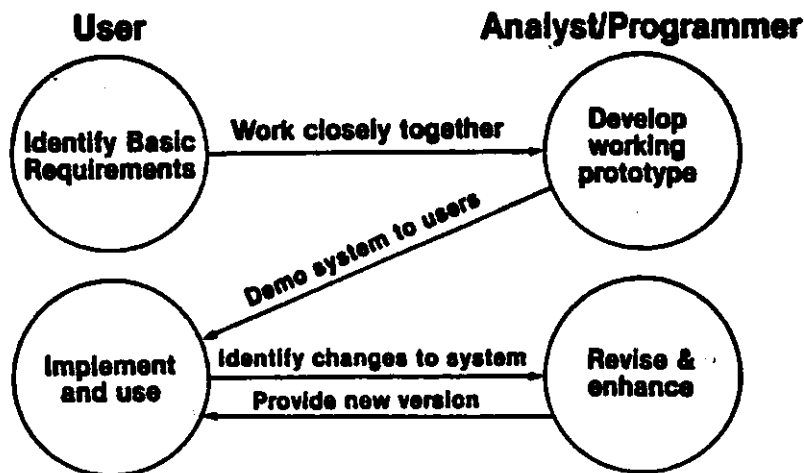 User
Analyst/Programmer
Identify Basic
Requirements
Work closely together
Develop
working
prototype
Demo system to users
Implement
and use
Identify changes to system
Provide new version
Revise &
enhance